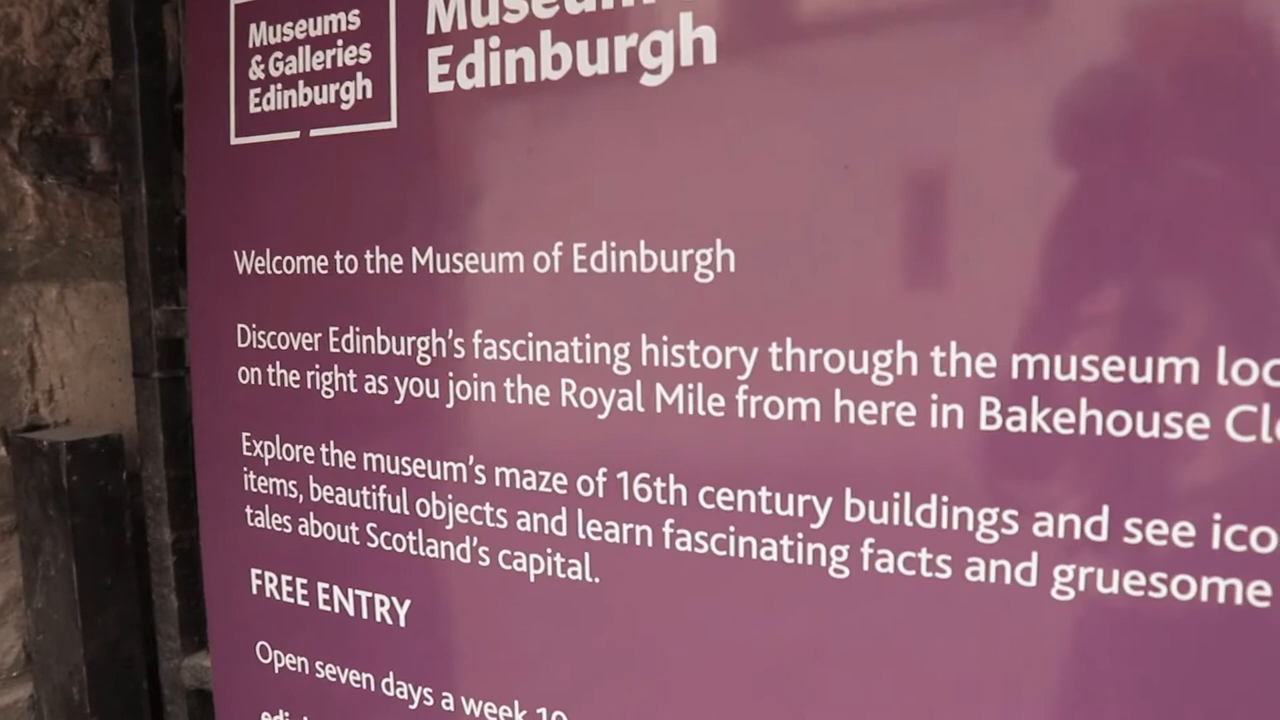 Museums
& Galleries
Edinburgh
Museum
Edinburgh
Welcome to the Museum of Edinburgh
Discover Edinburgh's fascinating history through the museum loc
on the right as you join the Royal Mile from here in Bakehouse Cl
Explore the museum's maze of 16th century buildings and see ico
items, beautiful objects and learn fascinating facts and gruesome
tales about Scotland's capital.
FREE ENTRY
Open seven days a week 10